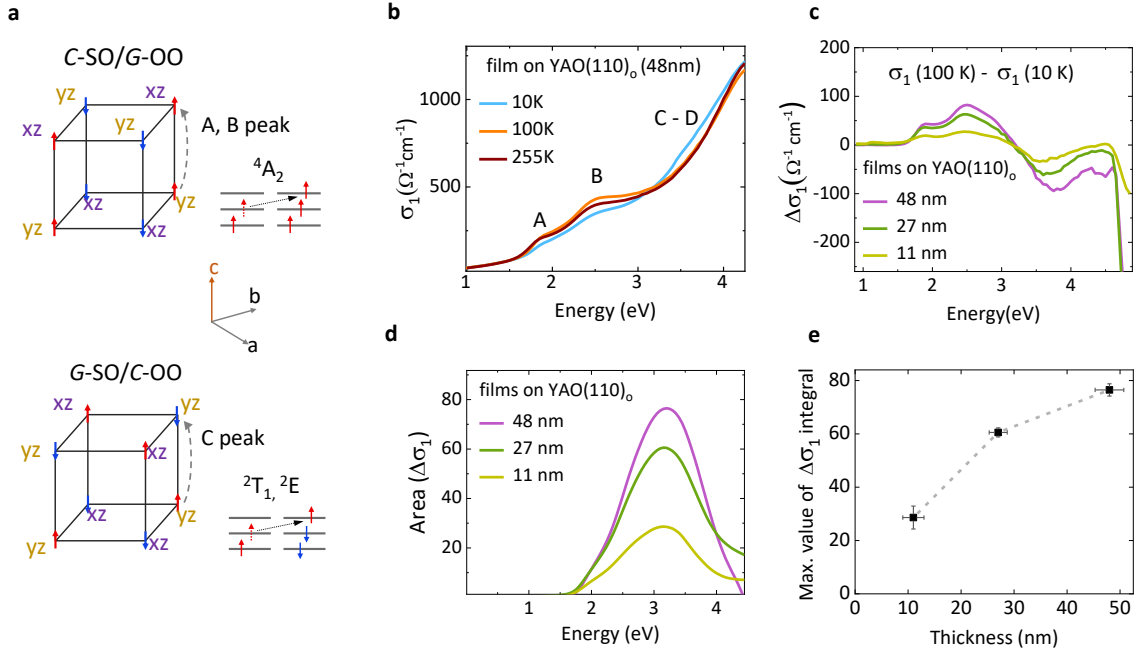 a
C-SO/G-OO
yz
xz
xz
yz
A, B peak
⁴A₂
xz
yz
yz
xz
c
b
a
G-SO/C-OO
xz
yz
yz
xz
C peak
²T₁, ²E
xz
yz
yz
xz
b
film on YAO(110)ₒ (48nm)
10K
100K
255K
A
B
C - D
1000
500
σ₁(Ω⁻¹cm⁻¹)
1
2
3
4
Energy (eV)
c
σ₁ (100 K) - σ₁ (10 K)
200
100
0
-100
-200
Δσ₁(Ω⁻¹ cm⁻¹)
films on YAO(110)ₒ
48 nm
27 nm
11 nm
1
2
3
4
Energy(eV)
d
films on YAO(110)ₒ
48 nm
27 nm
11 nm
80
60
40
20
Area (Δσ₁)
1
2
3
4
Energy (eV)
e
80
60
40
20
0
Max. value of Δσ₁ integral
0
10
20
30
40
50
Thickness (nm)